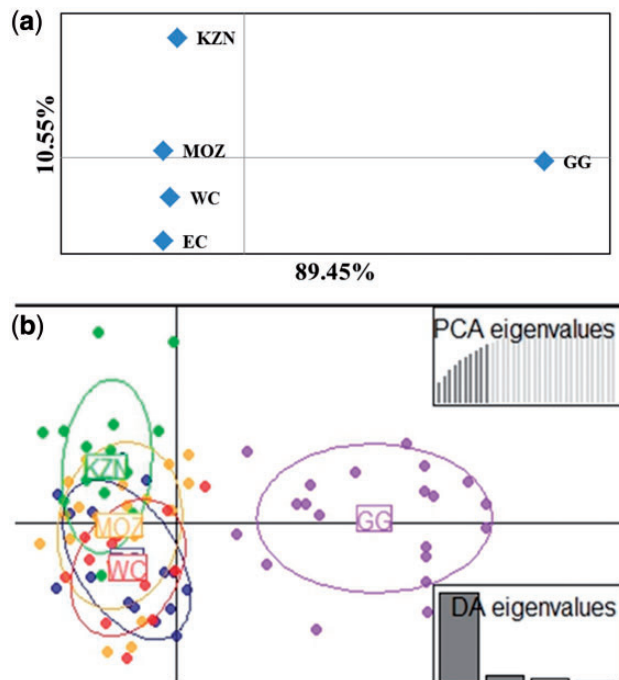 (a)
KZN
10.55%
MOZ
GG
WC
EC
89.45%
(b)
PCA eigenvalues
KZN
MOZ
GG
WC
DA eigenvalues